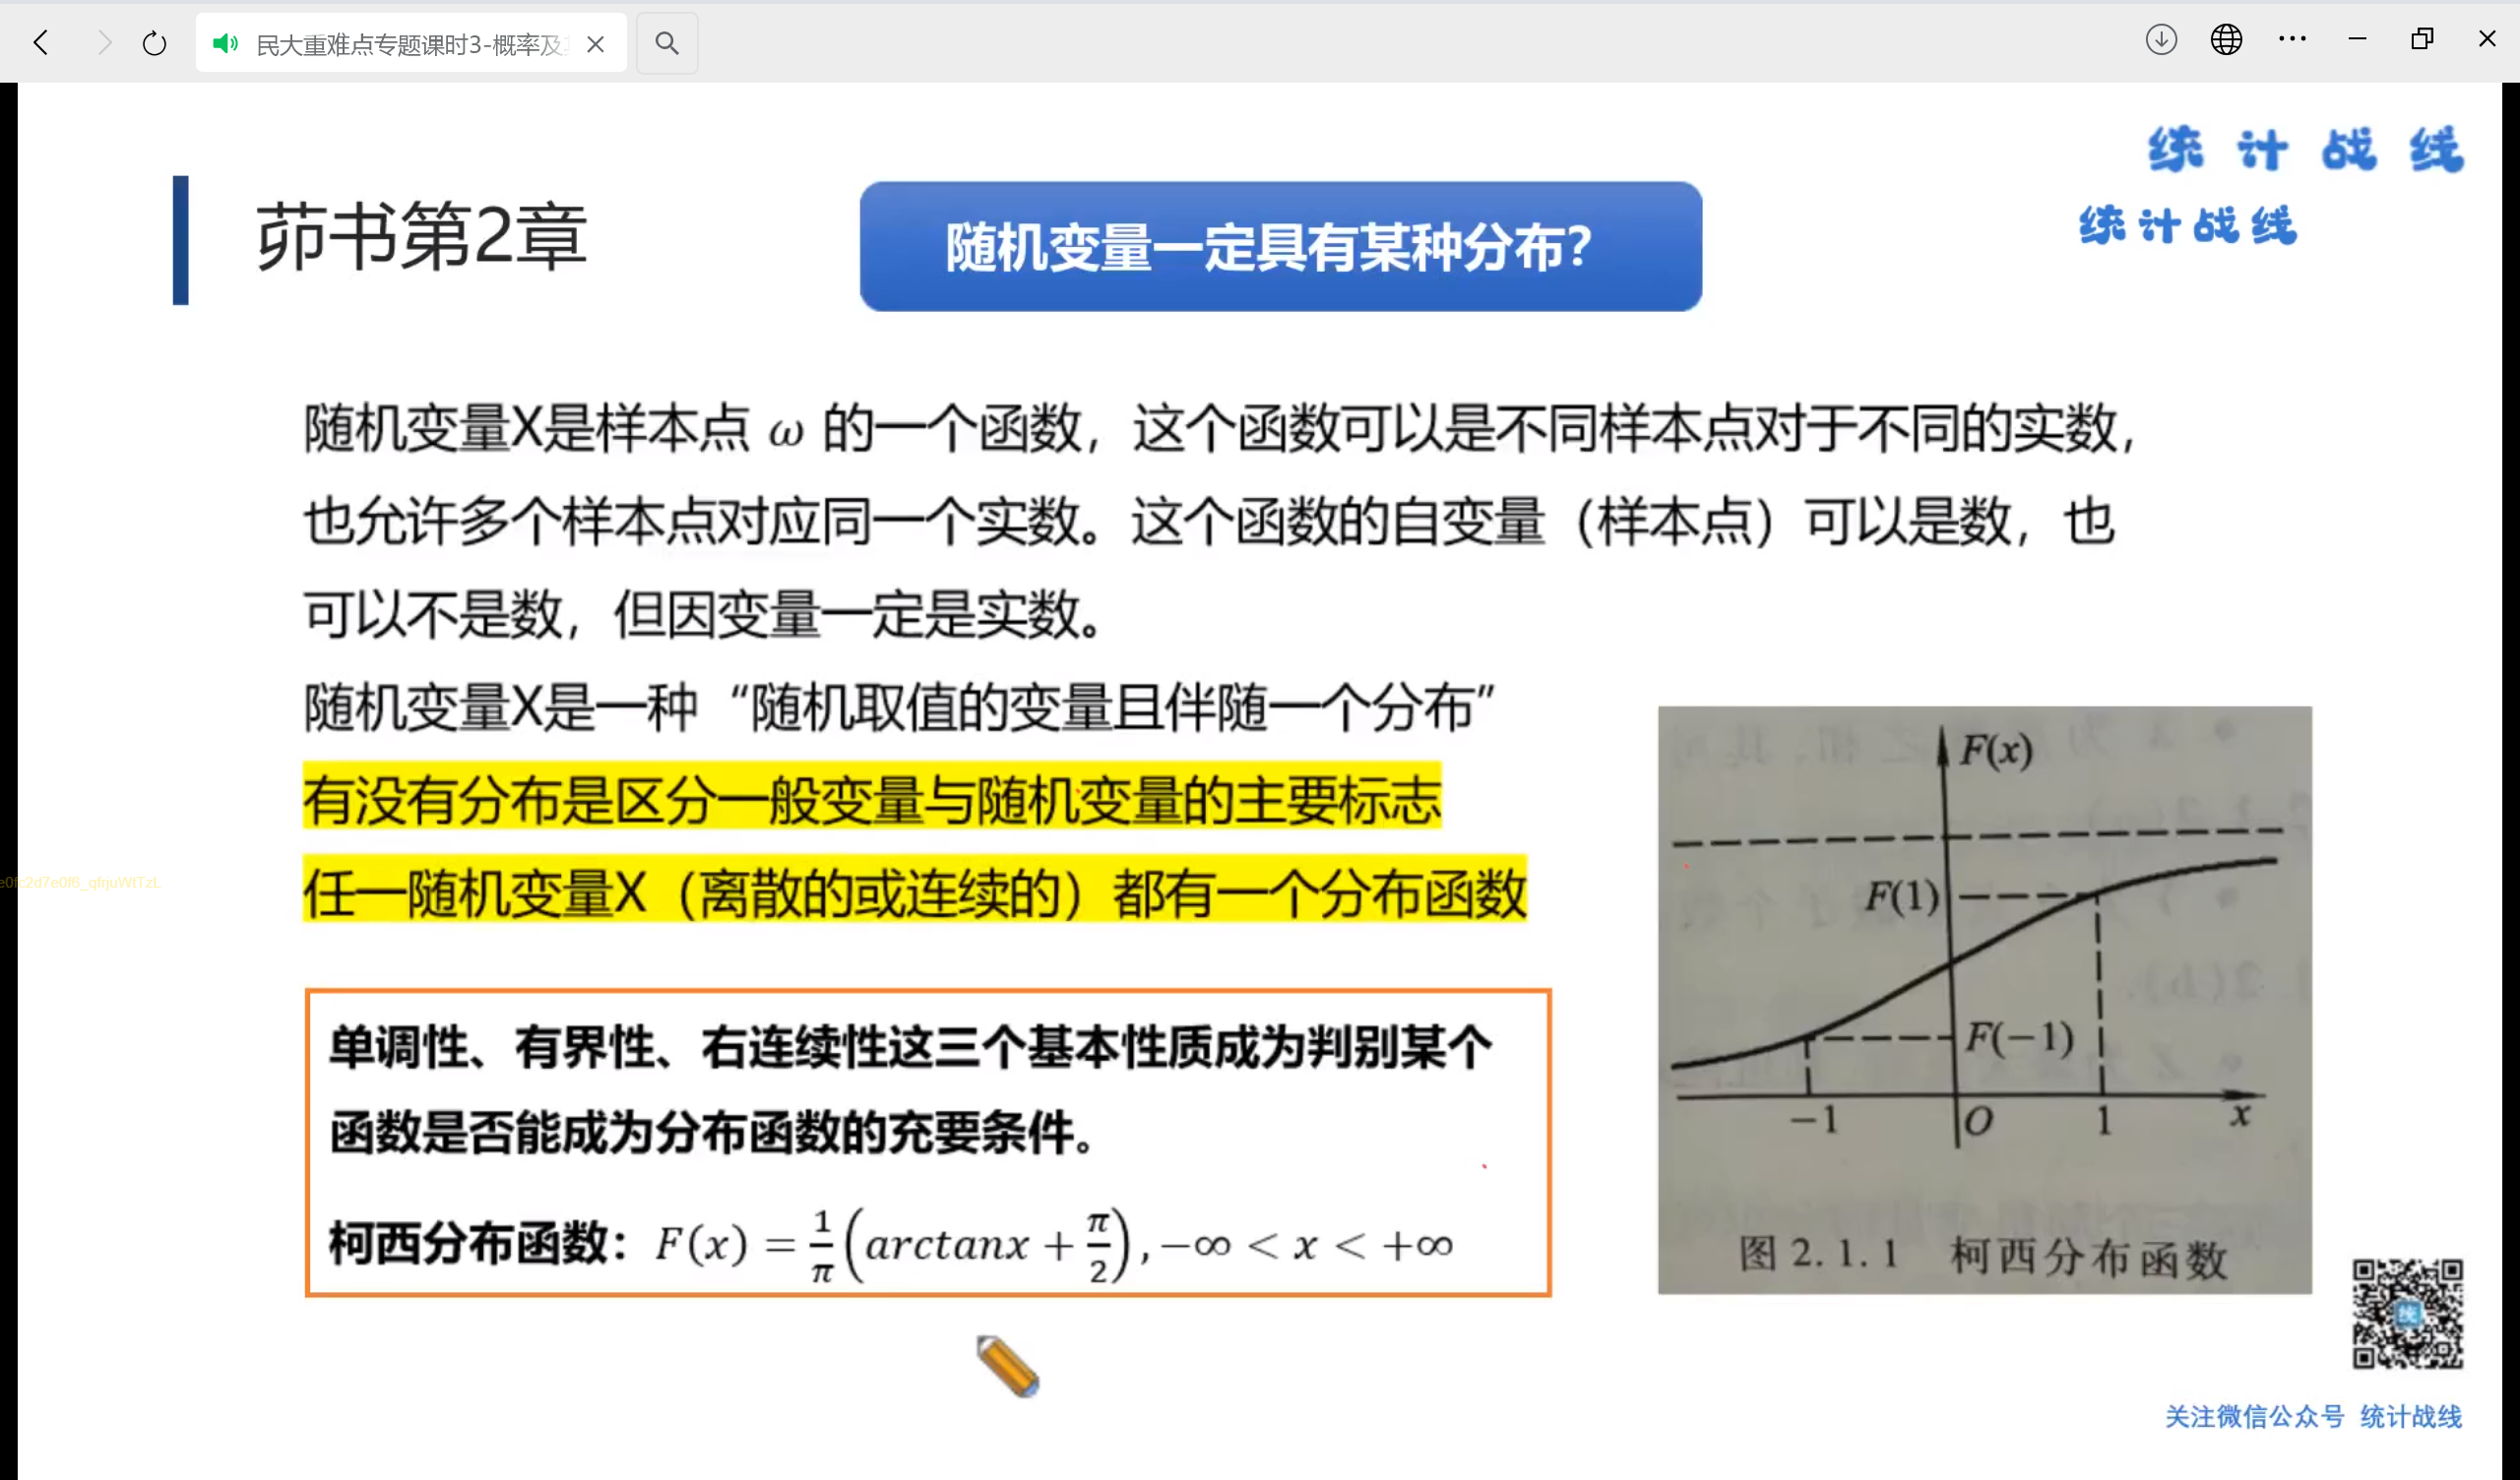 民大重难点专题课时3-概率及
统计战线
统计战线
茆书第2章
随机变量一定具有某种分布?
随机变量X是样本点 ω 的一个函数，这个函数可以是不同样本点对于不同的实数，
也允许多个样本点对应同一个实数。这个函数的自变量（样本点）可以是数，也
可以不是数，但因变量一定是实数。
随机变量X是一种“随机取值的变量且伴随一个分布”
有没有分布是区分一般变量与随机变量的主要标志
任一随机变量X（离散的或连续的）都有一个分布函数
单调性、有界性、右连续性这三个基本性质成为判别某个
函数是否能成为分布函数的充要条件。
柯西分布函数：F(x) = 1/π (arctanx + π/2), −∞ < x < +∞
F(x)
F(1)
F(−1)
−1
O
1
x
图 2.1.1 柯西分布函数
关注微信公众号 统计战线